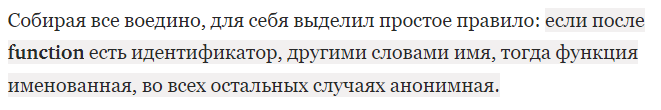 Собирая все воедино, для себя выделил простое правило: если после
function есть идентификатор, другими словами имя, тогда функция
именованная, во всех остальных случаях анонимная.